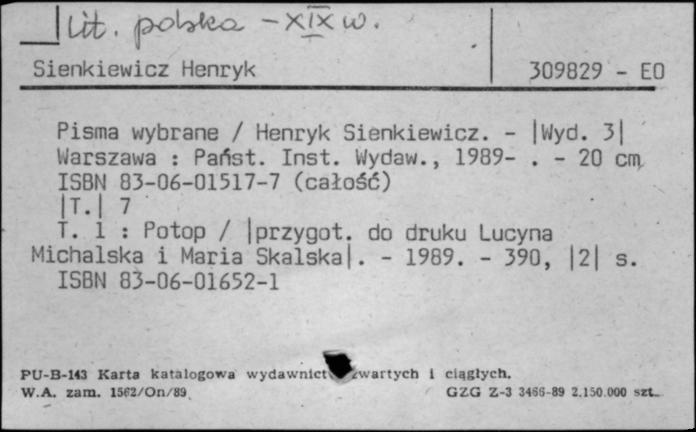 lit. polska - XIX w.
Sienkiewicz Henryk 309829 - EO
Pisma wybrane / Henryk Sienkiewicz. - |Wyd. 3|
Warszawa : Państ. Inst. Wydaw., 1989- . - 20 cm
ISBN 83-06-01517-7 (całość)
|T.| 7
T. 1 : Potop / |przygot. do druku Lucyna
Michalska i Maria Skalska|. - 1989. - 390, |2| s.
ISBN 83-06-01652-1
PU-B-143 Karta katalogowa wydawnict zwartych i ciągłych.
W.A. zam. 1562/On/89. GZG Z-3 3466-89 2.150.000 szt.